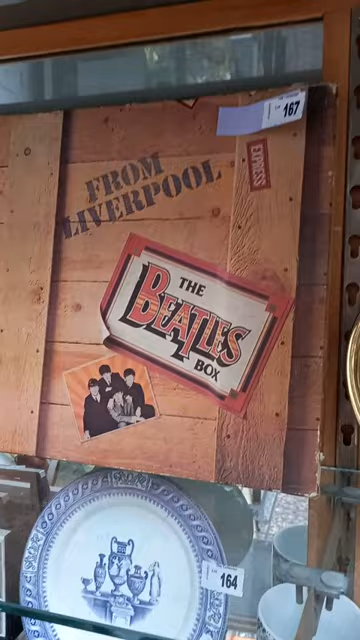 167
EXPRESS
FROM
LIVERPOOL
THE
BEATLES
BOX
164